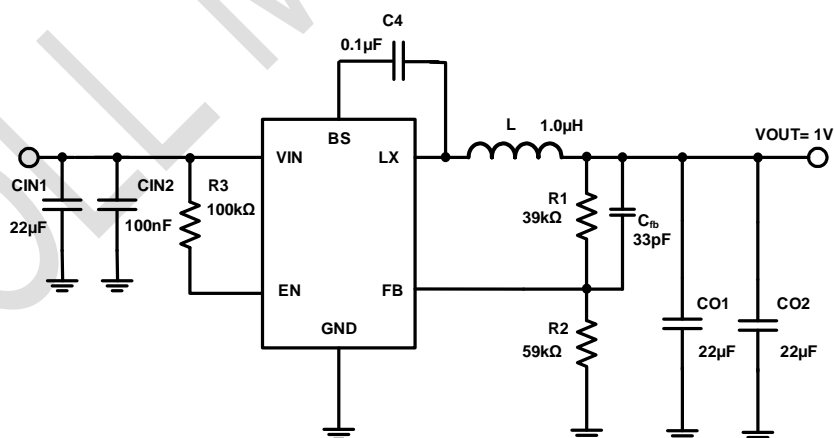 C4
0.1µF
BS
VIN
LX
L
1.0µH
VOUT= 1V
CIN1
22µF
CIN2
100nF
R3
100kΩ
R1
39kΩ
Cfb
33pF
EN
FB
GND
R2
59kΩ
CO1
22µF
CO2
22µF